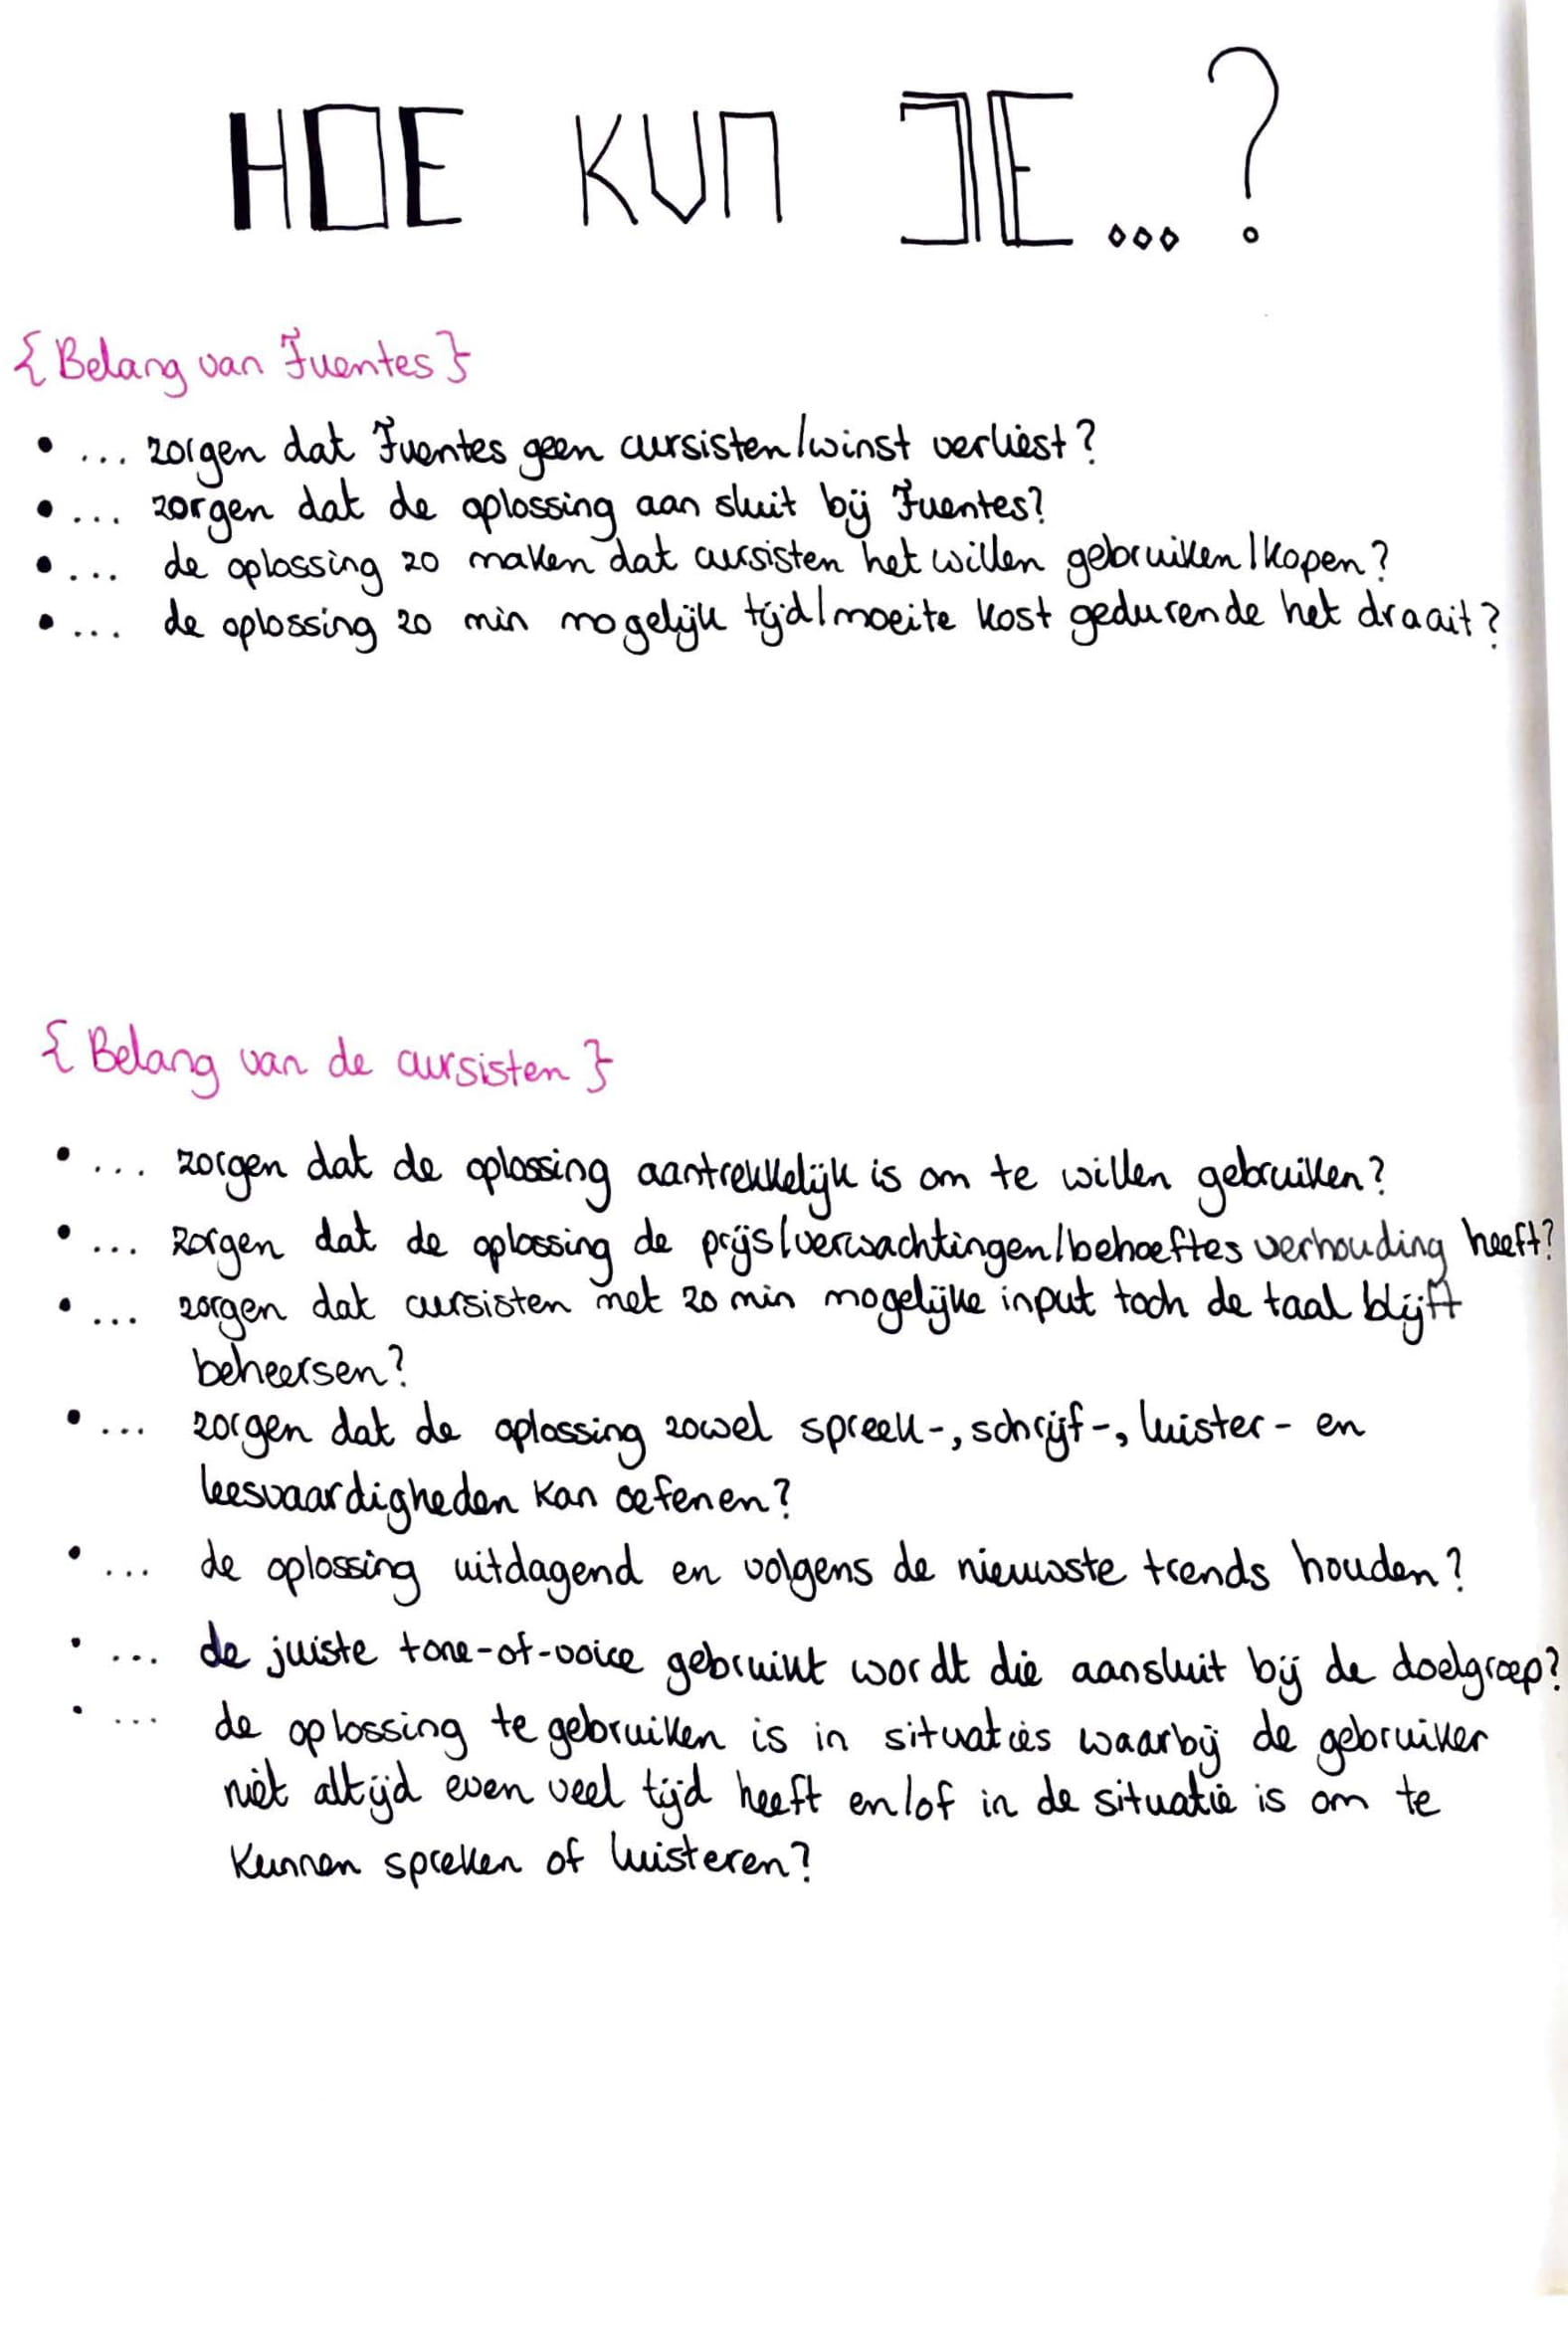 HOE KUN JE...?
{Belang van Fuentes}
• ... zorgen dat Fuentes geen cursisten/winst verliest?
• ... zorgen dat de oplossing aan sluit bij Fuentes?
• ... de oplossing zo maken dat cursisten het willen gebruiken/kopen?
• ... de oplossing zo min mogelijk tijd/moeite kost gedurende het draait?
{Belang van de cursisten}
• ... zorgen dat de oplossing aantrekkelijk is om te willen gebruiken?
• ... zorgen dat de oplossing de prijs/verwachtingen/behoeftes verhouding heeft?
• ... zorgen dat cursisten met zo min mogelijke input toch de taal blijft
beheersen?
• ... zorgen dat de oplossing zowel spreek-, schrijf-, luister- en
leesvaardigheden kan oefenen?
• ... de oplossing uitdagend en volgens de nieuwste trends houden?
• ... de juiste tone-of-voice gebruikt wordt die aansluit bij de doelgroep?
• ... de oplossing te gebruiken is in situaties waarbij de gebruiker
niet altijd even veel tijd heeft en/of in de situatie is om te
kunnen spreken of luisteren?